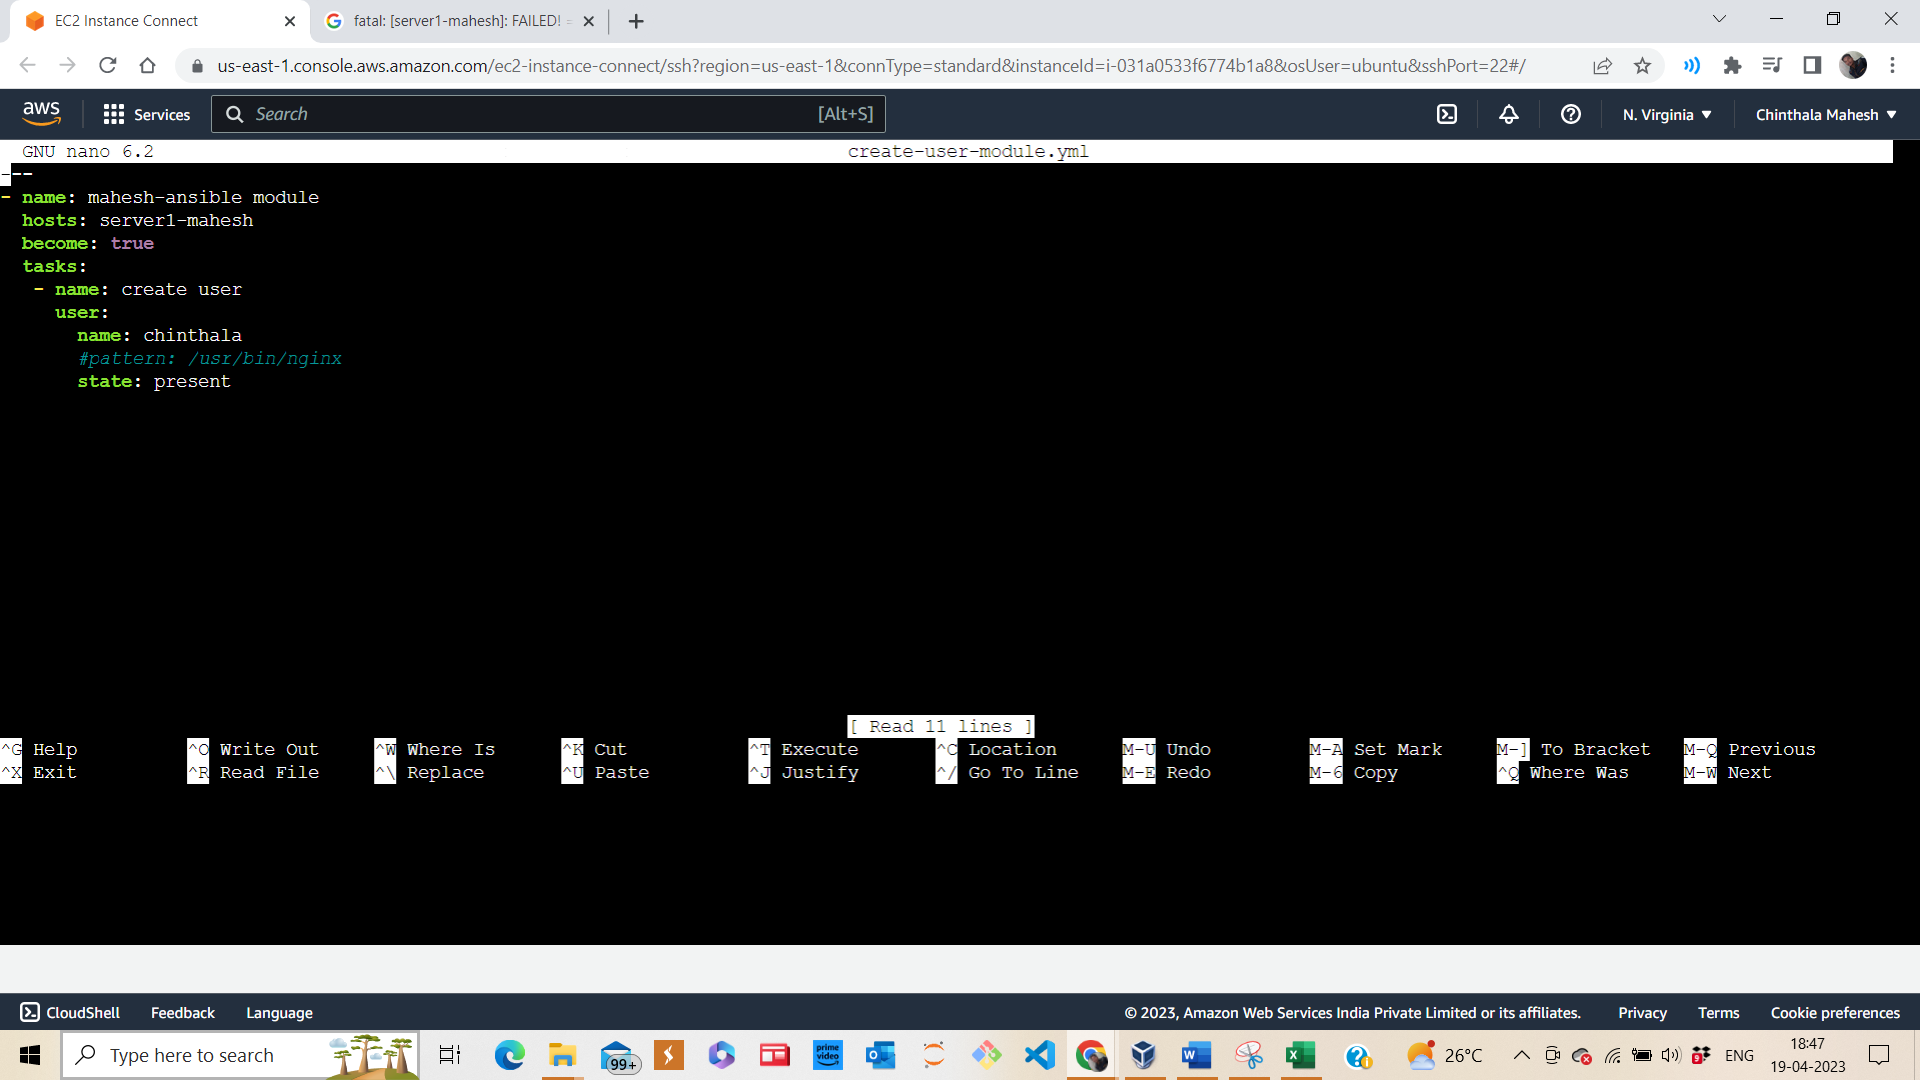 EC2 Instance Connect
fatal: [server1-mahesh]: FAILED! =
us-east-1.console.aws.amazon.com/ec2-instance-connect/ssh?region=us-east-1&connType=standard&instanceId=i-031a0533f6774b1a8&osUser=ubuntu&sshPort=22#/
aws Services Search [Alt+S] N. Virginia ▼ Chinthala Mahesh ▼
GNU nano 6.2 create-user-module.yml
---
- name: mahesh-ansible module
  hosts: server1-mahesh
  become: true
  tasks:
   - name: create user
     user:
       name: chinthala
       #pattern: /usr/bin/nginx
       state: present
[ Read 11 lines ]
^G Help ^O Write Out ^W Where Is ^K Cut ^T Execute ^C Location M-U Undo M-A Set Mark M-] To Bracket M-Q Previous
^X Exit ^R Read File ^\ Replace ^U Paste ^J Justify ^/ Go To Line M-E Redo M-6 Copy ^Q Where Was M-W Next
CloudShell Feedback Language © 2023, Amazon Web Services India Private Limited or its affiliates. Privacy Terms Cookie preferences
Type here to search 99+ prime video 26°C ENG 18:47
19-04-2023